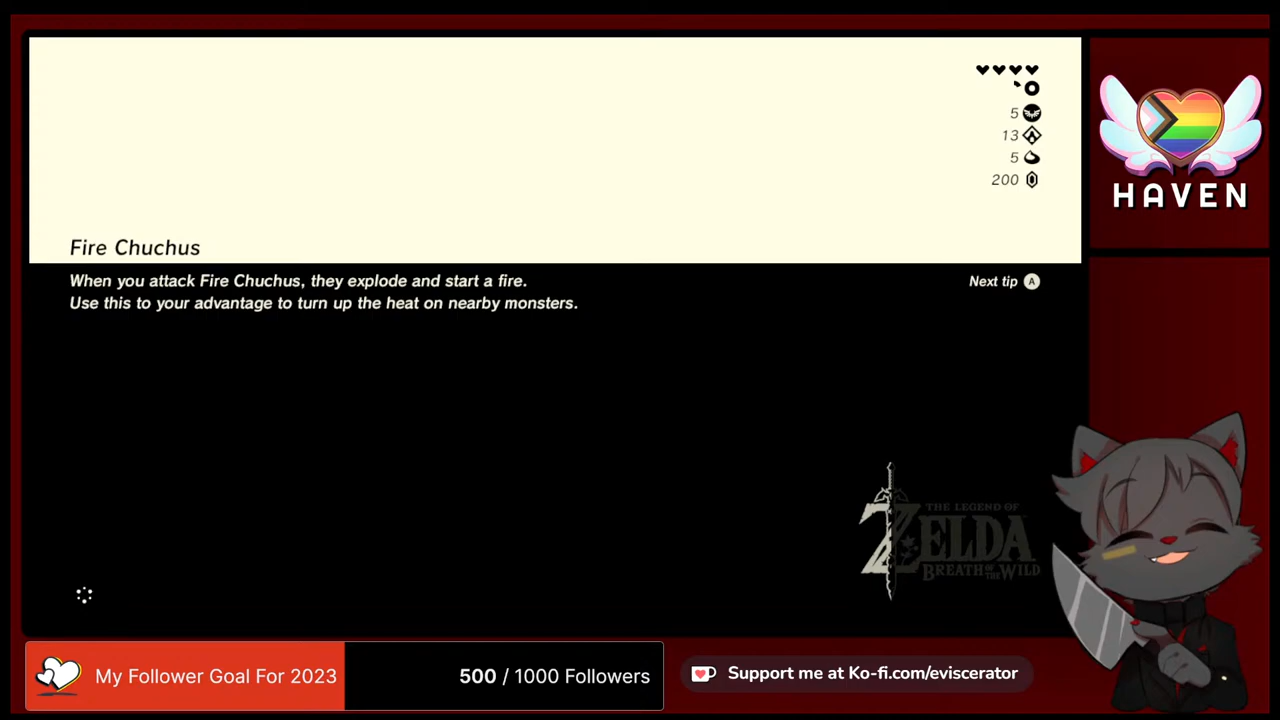 5
13
5
200
HAVEN
Fire Chuchus
When you attack Fire Chuchus, they explode and start a fire.
Use this to your advantage to turn up the heat on nearby monsters.
Next tip A
THE LEGEND OF
ZELDA
BREATH OF THE WILD
My Follower Goal For 2023
500 / 1000 Followers
Support me at Ko-fi.com/eviscerator